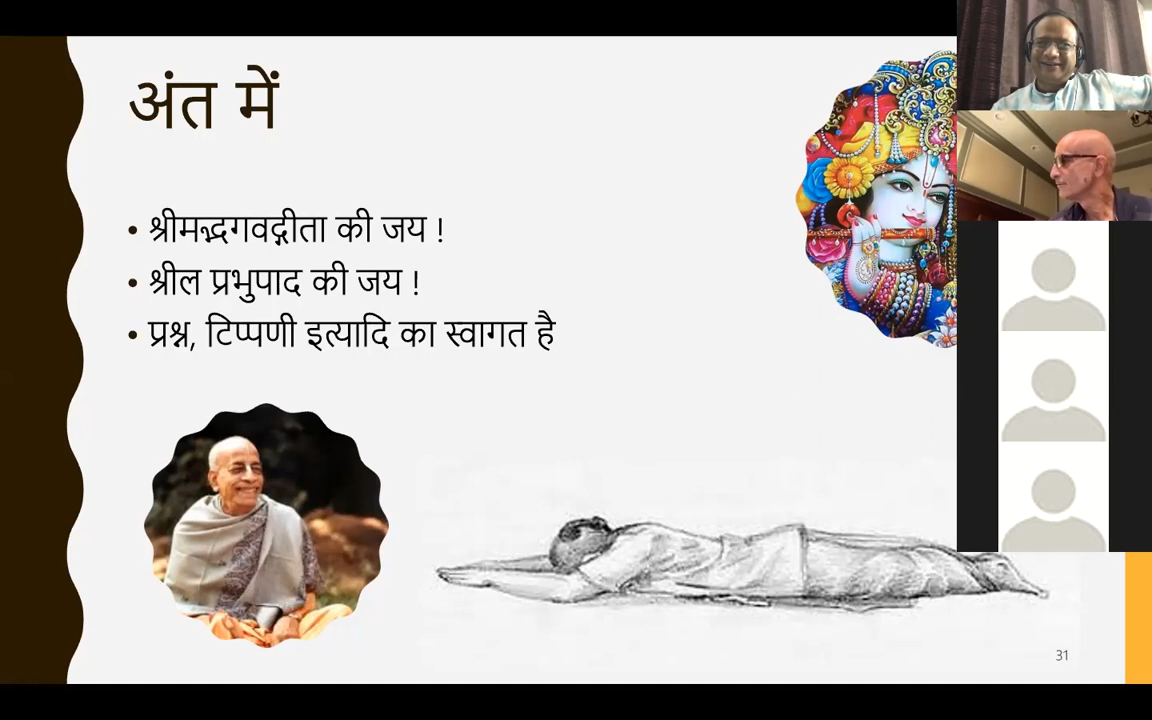 अंत में
• श्रीमद्भगवद्गीता की जय !
• श्रील प्रभुपाद की जय !
• प्रश्न, टिप्पणी इत्यादि का स्वागत है
31